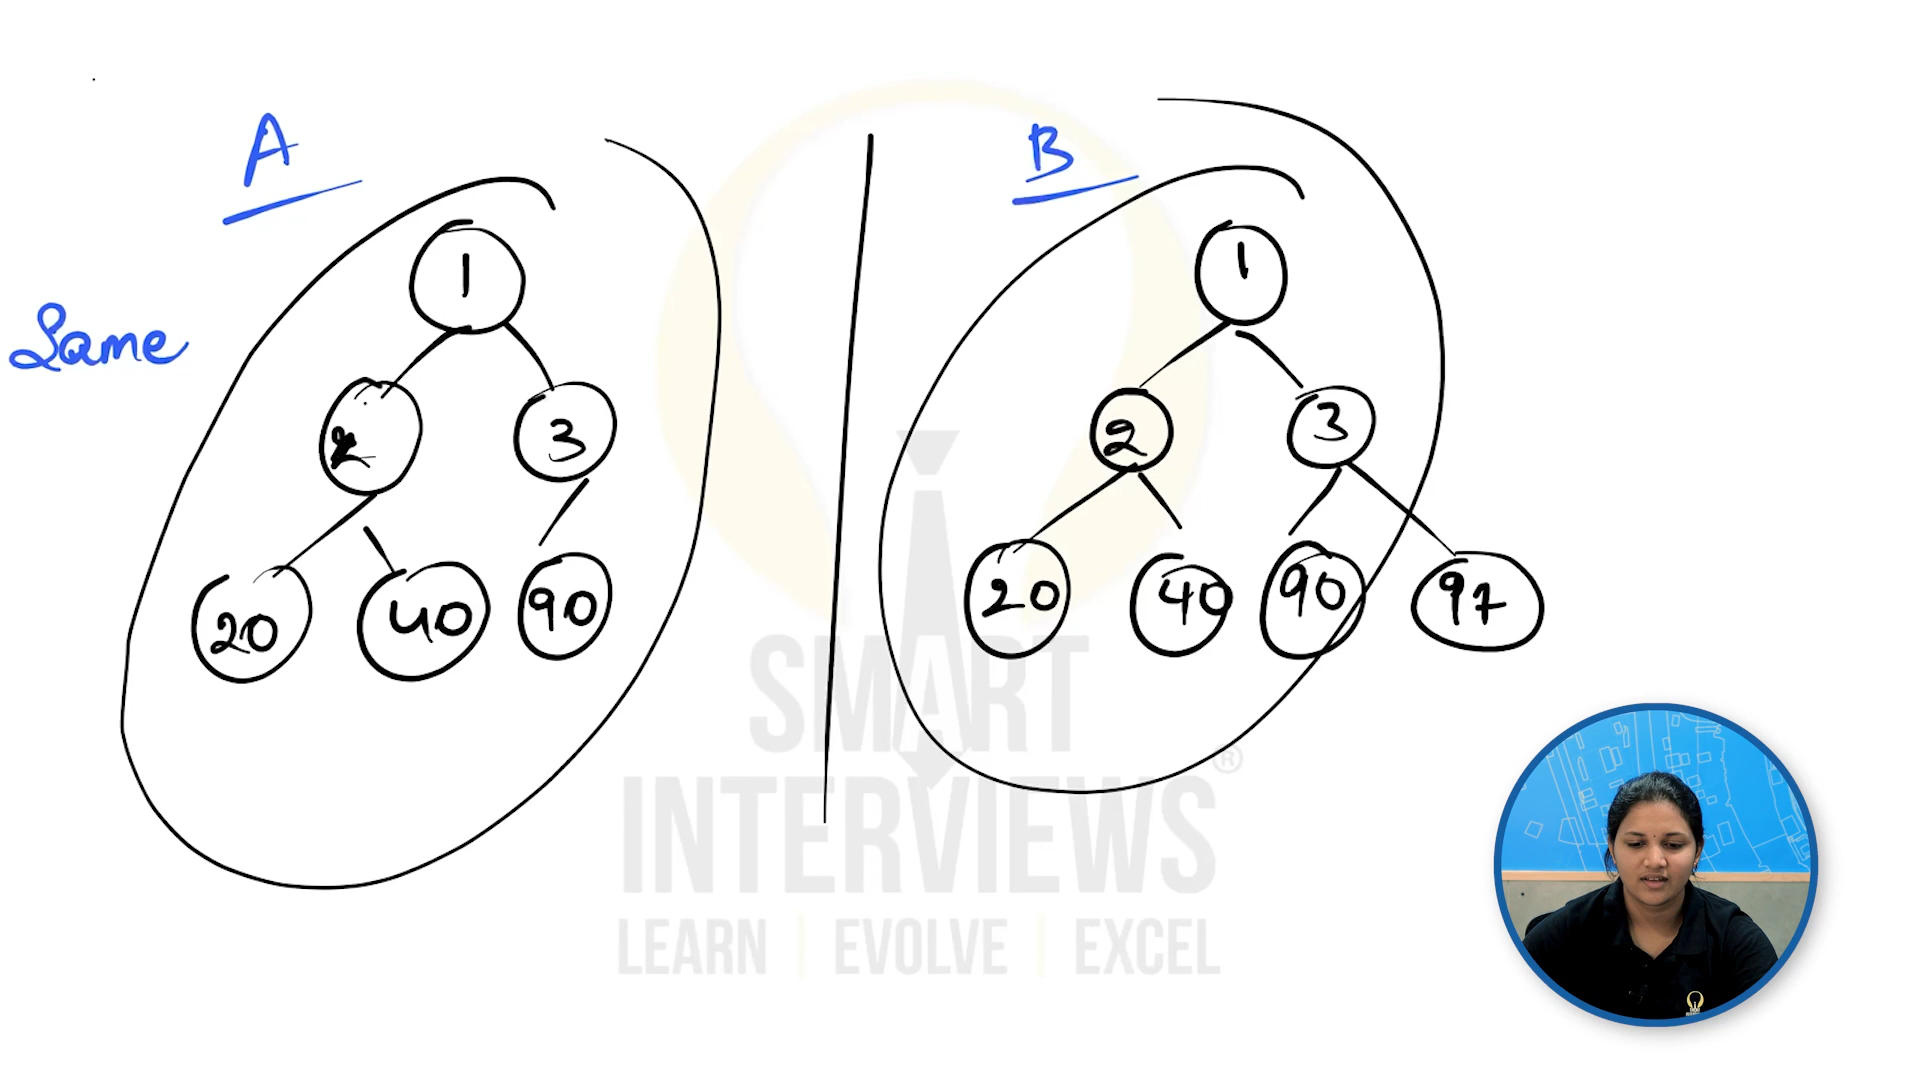 A
B
Same
1
1
2
3
2
3
20
40
90
20
40
90
97
SMART
INTERVIEWS®
LEARN | EVOLVE | EXCEL